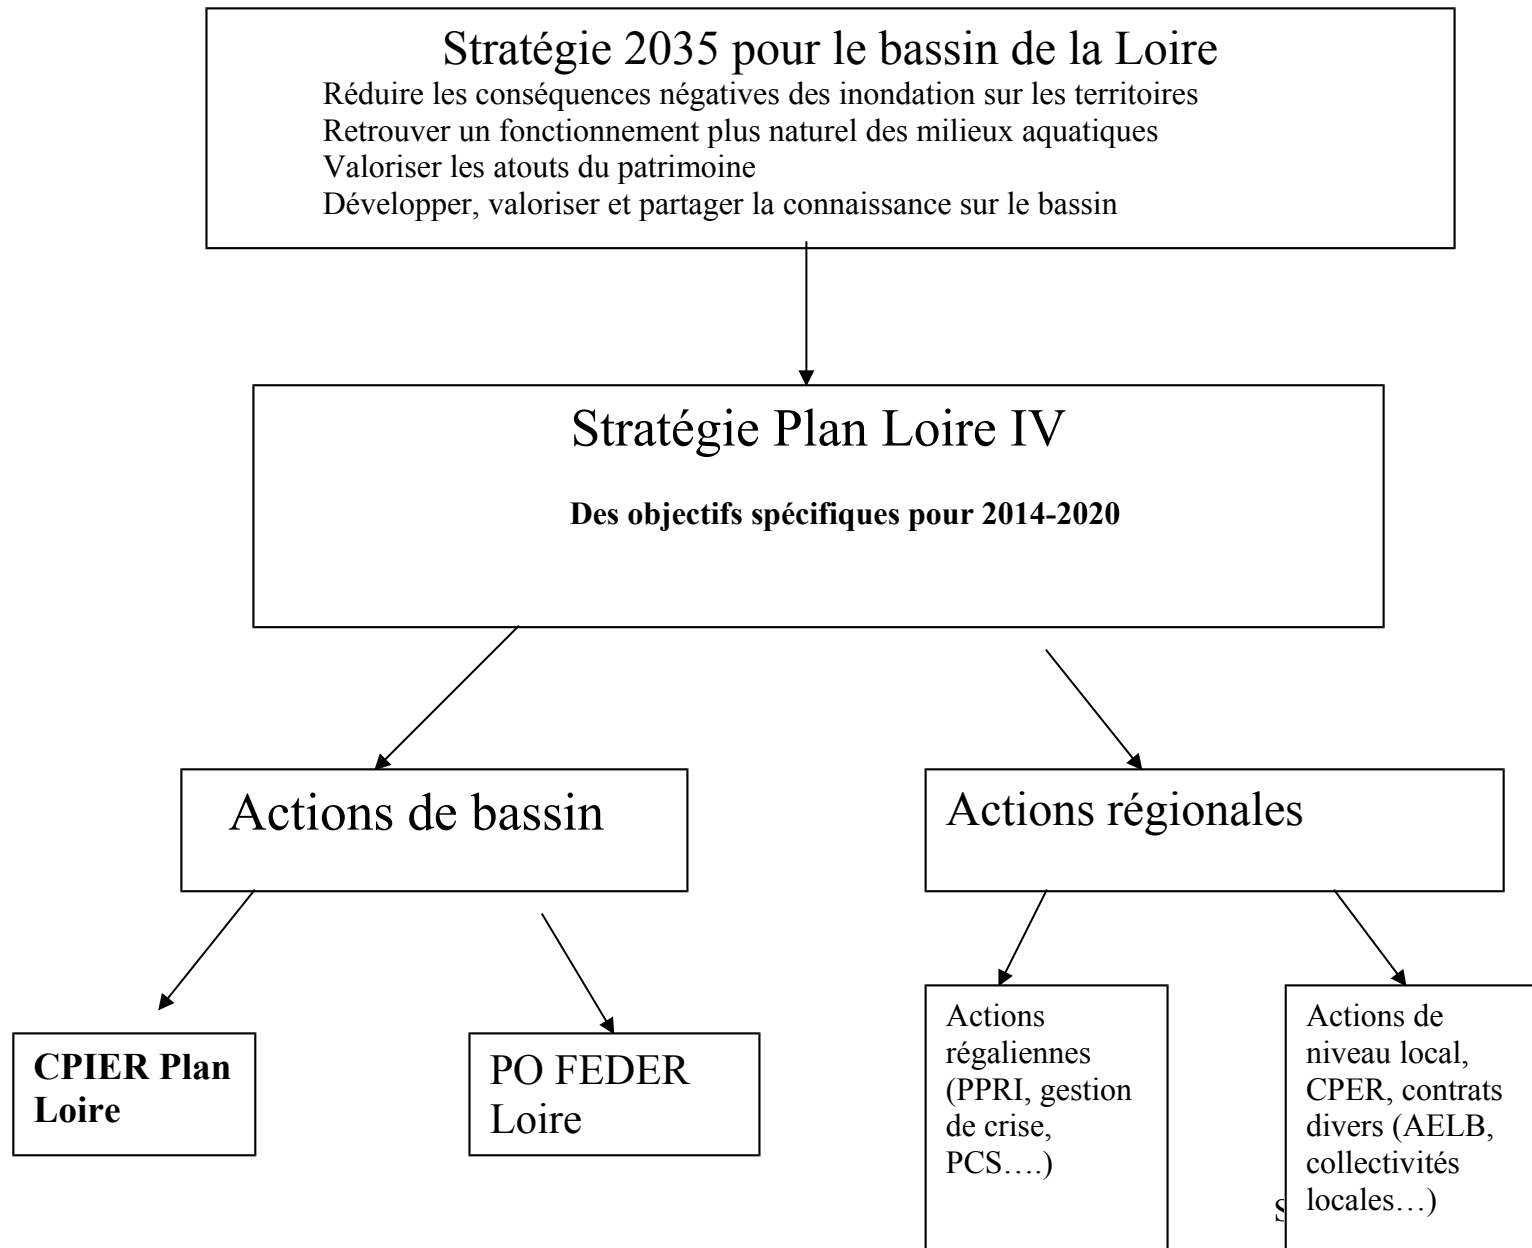 Stratégie 2035 pour le bassin de la Loire
Réduire les conséquences négatives des inondation sur les territoires
Retrouver un fonctionnement plus naturel des milieux aquatiques
Valoriser les atouts du patrimoine
Développer, valoriser et partager la connaissance sur le bassin
Stratégie Plan Loire IV
Des objectifs spécifiques pour 2014-2020
Actions de bassin
Actions régionales
CPIER Plan
Loire
PO FEDER
Loire
Actions
régaliennes
(PPRI, gestion
de crise,
PCS….)
Actions de
niveau local,
CPER, contrats
divers (AELB,
collectivités
locales…)